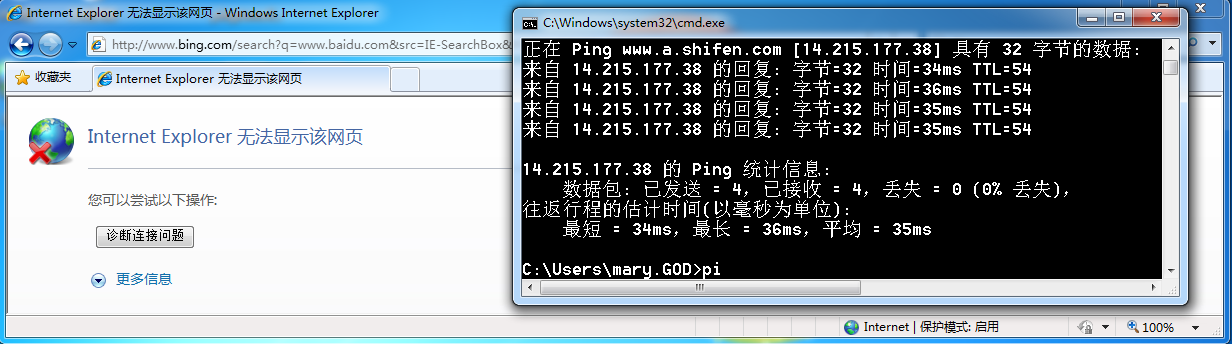 Internet Explorer 无法显示该网页 - Windows Internet Explorer
http://www.bing.com/search?q=www.baidu.com&src=IE-SearchBox&
收藏夹
Internet Explorer 无法显示该网页
Internet Explorer 无法显示该网页
您可以尝试以下操作:
诊断连接问题
更多信息
C:\Windows\system32\cmd.exe
正在 Ping www.a.shifen.com [14.215.177.38] 具有 32 字节的数据:
来自 14.215.177.38 的回复: 字节=32 时间=34ms TTL=54
来自 14.215.177.38 的回复: 字节=32 时间=36ms TTL=54
来自 14.215.177.38 的回复: 字节=32 时间=35ms TTL=54
来自 14.215.177.38 的回复: 字节=32 时间=35ms TTL=54
14.215.177.38 的 Ping 统计信息:
数据包: 已发送 = 4，已接收 = 4，丢失 = 0 (0% 丢失)，
往返行程的估计时间(以毫秒为单位):
最短 = 34ms，最长 = 36ms，平均 = 35ms
C:\Users\mary.GOD>pi
Internet | 保护模式: 启用
100%